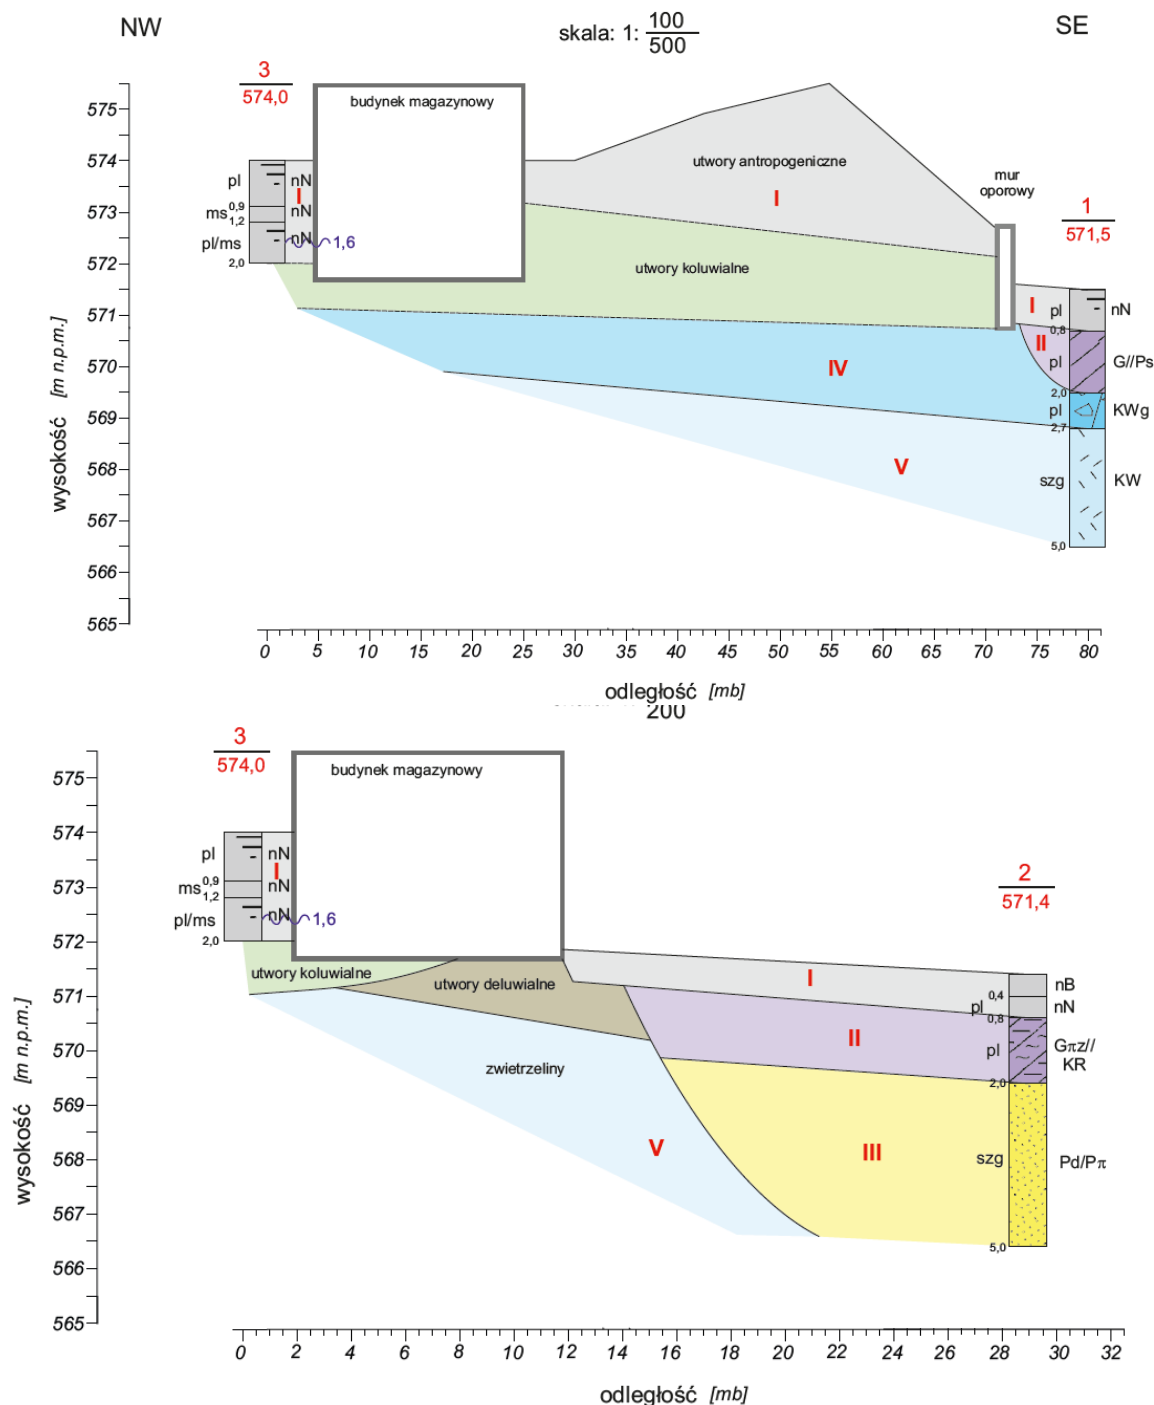 NW
skala: 1: 100
500
SE
3
574,0
budynek magazynowy
575
574
573
572
571
570
569
568
567
566
565
wysokość [m n.p.m.]
pl
ms
pl/ms
0,9
1,2
2,0
nN
I
nN
nN
1,6
utwory antropogeniczne
I
utwory koluwialne
mur
oporowy
1
571,5
I
pl
nN
0,8
II
pl
G//Ps
2,0
IV
pl
KWg
2,7
V
szg
KW
5,0
0 5 10 15 20 25 30 35 40 45 50 55 60 65 70 75 80
odległość [mb]
200
3
574,0
budynek magazynowy
575
574
573
572
571
570
569
568
567
566
565
wysokość [m n.p.m.]
pl
ms
pl/ms
0,9
1,2
2,0
nN
I
nN
nN
1,6
2
571,4
utwory koluwialne
utwory deluwialne
I
nB
0,4
pl
nN
0,8
II
pl
Gπz//
KR
2,0
zwietrzeliny
V
III
szg
Pd/Pπ
5,0
0 2 4 6 8 10 12 14 16 18 20 22 24 26 28 30 32
odległość [mb]